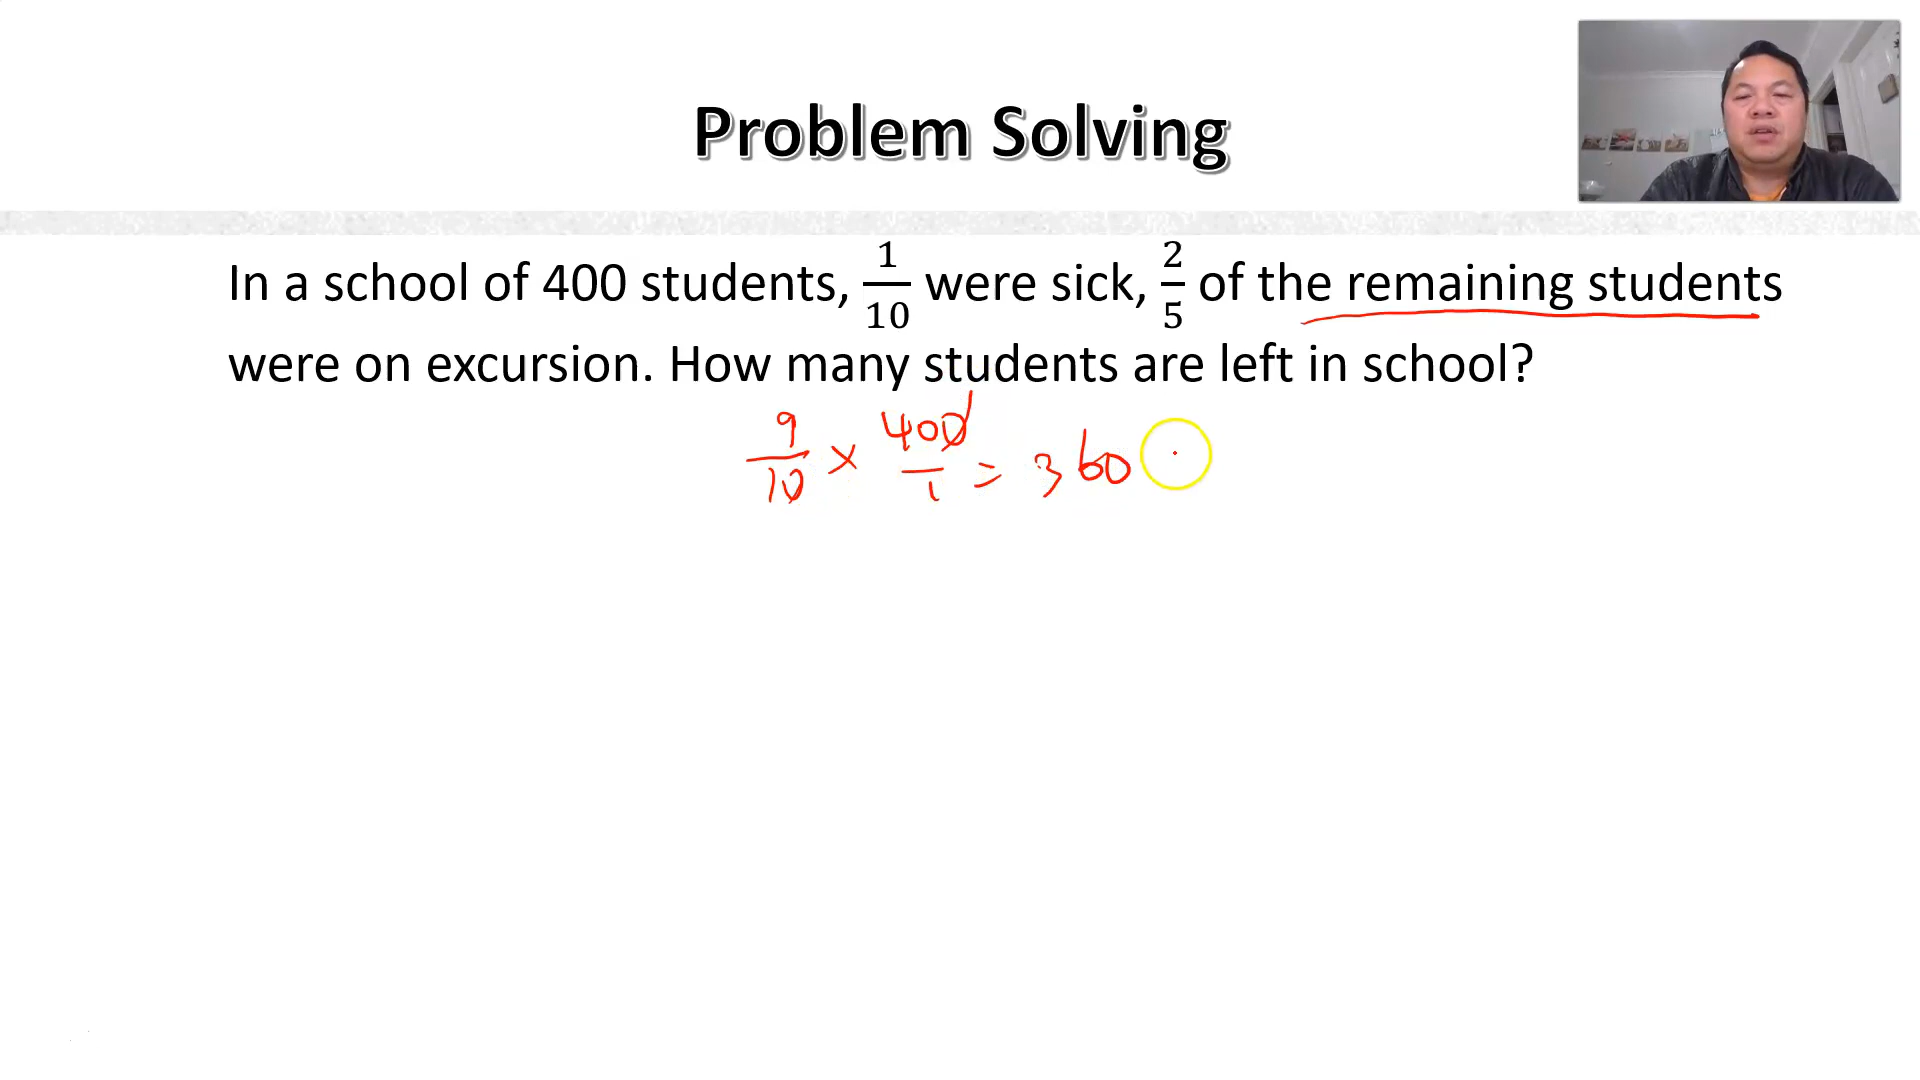 Problem Solving
In a school of 400 students, 1/10 were sick, 2/5 of the remaining students
were on excursion. How many students are left in school?
9/10 × 400/1 = 360